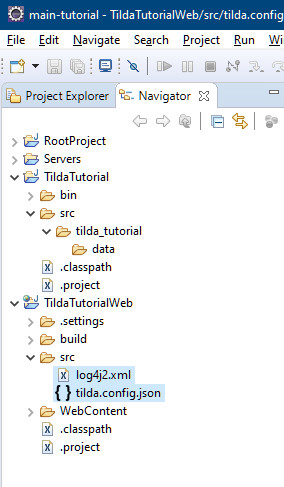 main-tutorial - TildaTutorialWeb/src/tilda.config
File Edit Navigate Search Project Run Wi
Project Explorer Navigator
RootProject
Servers
TildaTutorial
bin
src
tilda_tutorial
data
.classpath
.project
TildaTutorialWeb
.settings
build
src
log4j2.xml
tilda.config.json
WebContent
.classpath
.project